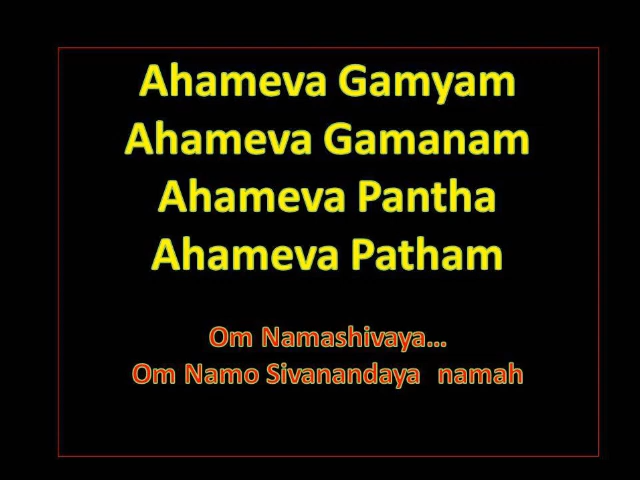 Ahameva Gamyam
Ahameva Gamanam
Ahameva Pantha
Ahameva Patham
Om Namashivaya...
Om Namo Sivanandaya namah